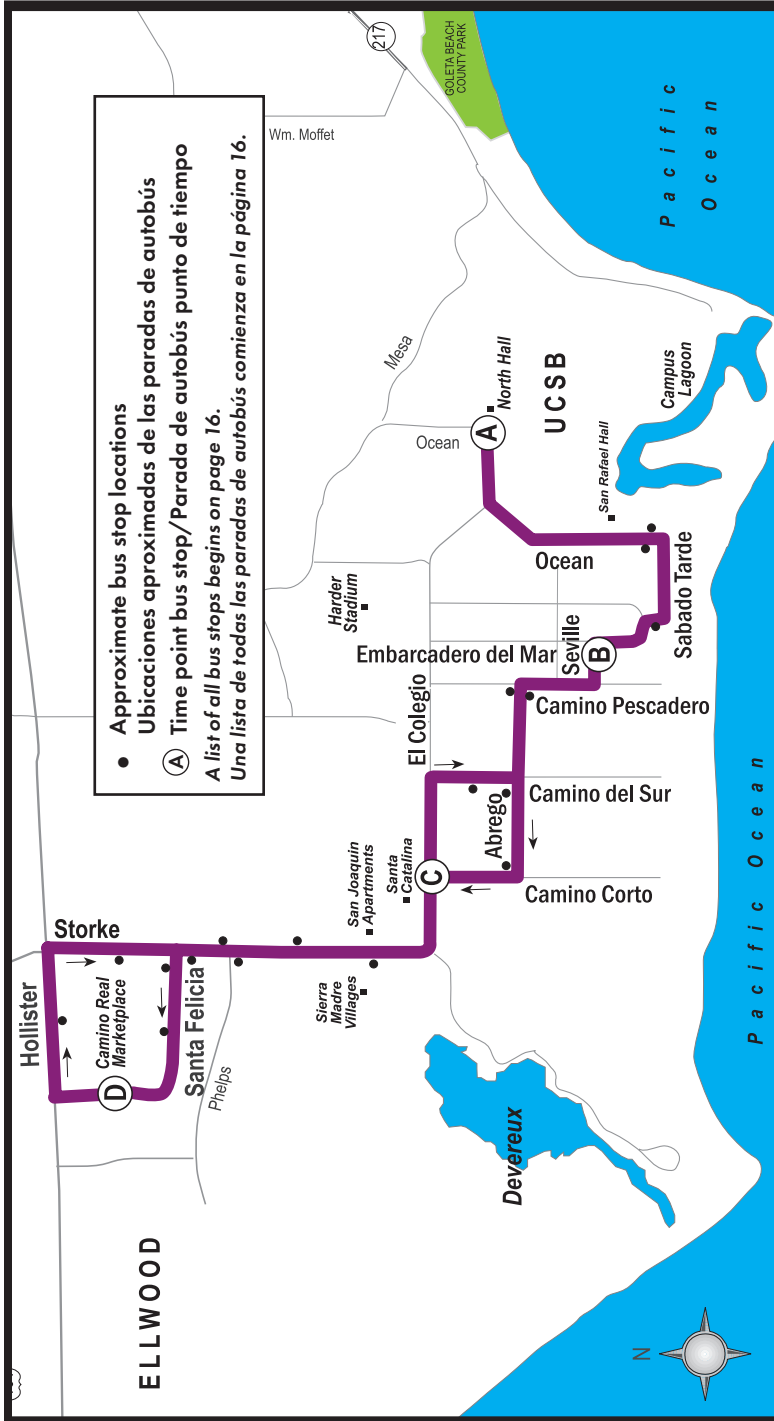 Approximate bus stop locations
Ubicaciones aproximadas de las paradas de autobús
A Time point bus stop/Parada de autobús punto de tiempo
A list of all bus stops begins on page 16.
Una lista de todas las paradas de autobús comienza en la página 16.
217
GOLETA BEACH
COUNTY PARK
Wm. Moffet
Pacific
Ocean
Mesa
Ocean
A
North Hall
UCSB
Campus
Lagoon
San Rafael Hall
Ocean
Sabado Tarde
Harder
Stadium
Embarcadero del Mar
Seville
B
El Colegio
Camino Pescadero
Camino del Sur
Abrego
Camino Corto
C
Santa
Catalina
San Joaquin
Apartments
Sierra
Madre
Villages
Storke
Hollister
Camino Real
Marketplace
D
Santa Felicia
Phelps
ELLWOOD
Devereux
Pacific Ocean
N